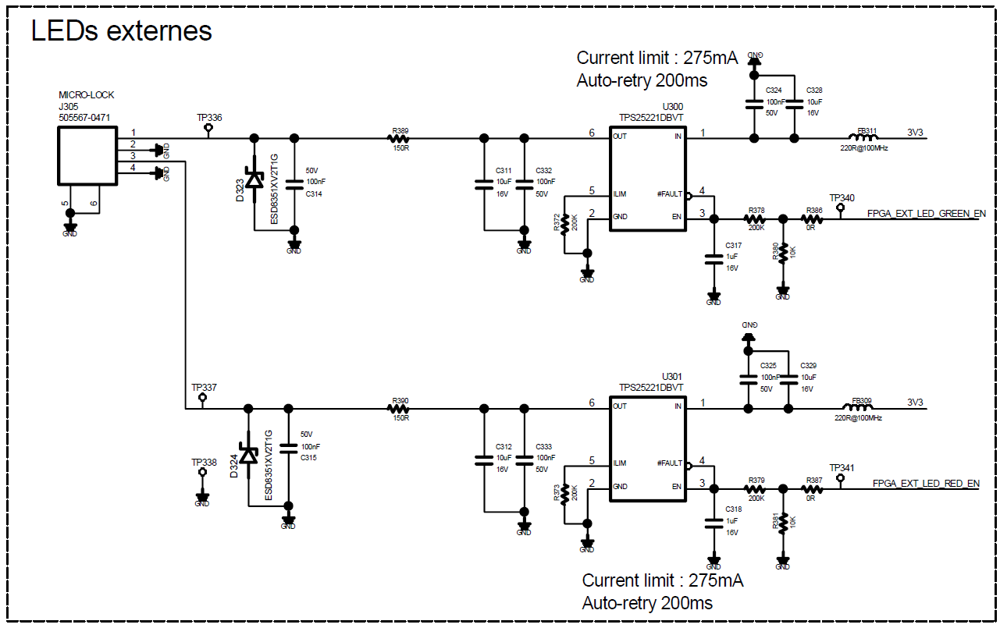 LEDs externes
Current limit : 275mA
Auto-retry 200ms
MICRO-LOCK
J305
505567-0471
1
2
3
4
5
6
GND
GND
GND
TP336
D323
ESD8351XV2T1G
50V
100nF
C314
GND
R389
150R
C311
10uF
16V
C332
100nF
50V
GND
U300
TPS25221DBVT
6
OUT
IN
1
5
ILIM
#FAULT
4
2
GND
EN
3
R372
200K
GND
GND
C324
100nF
50V
C328
10uF
16V
FB311
220R@100MHz
3V3
C317
1uF
16V
GND
R378
200K
R380
10K
GND
R386
0R
TP340
FPGA_EXT_LED_GREEN_EN
TP337
TP338
GND
D324
ESD8351XV2T1G
50V
100nF
C315
GND
R390
150R
C312
10uF
16V
C333
100nF
50V
GND
U301
TPS25221DBVT
6
OUT
IN
1
5
ILIM
#FAULT
4
2
GND
EN
3
R373
200K
GND
GND
C325
100nF
50V
C329
10uF
16V
FB309
220R@100MHz
3V3
C318
1uF
16V
GND
R379
200K
R381
10K
GND
R387
0R
TP341
FPGA_EXT_LED_RED_EN
Current limit : 275mA
Auto-retry 200ms